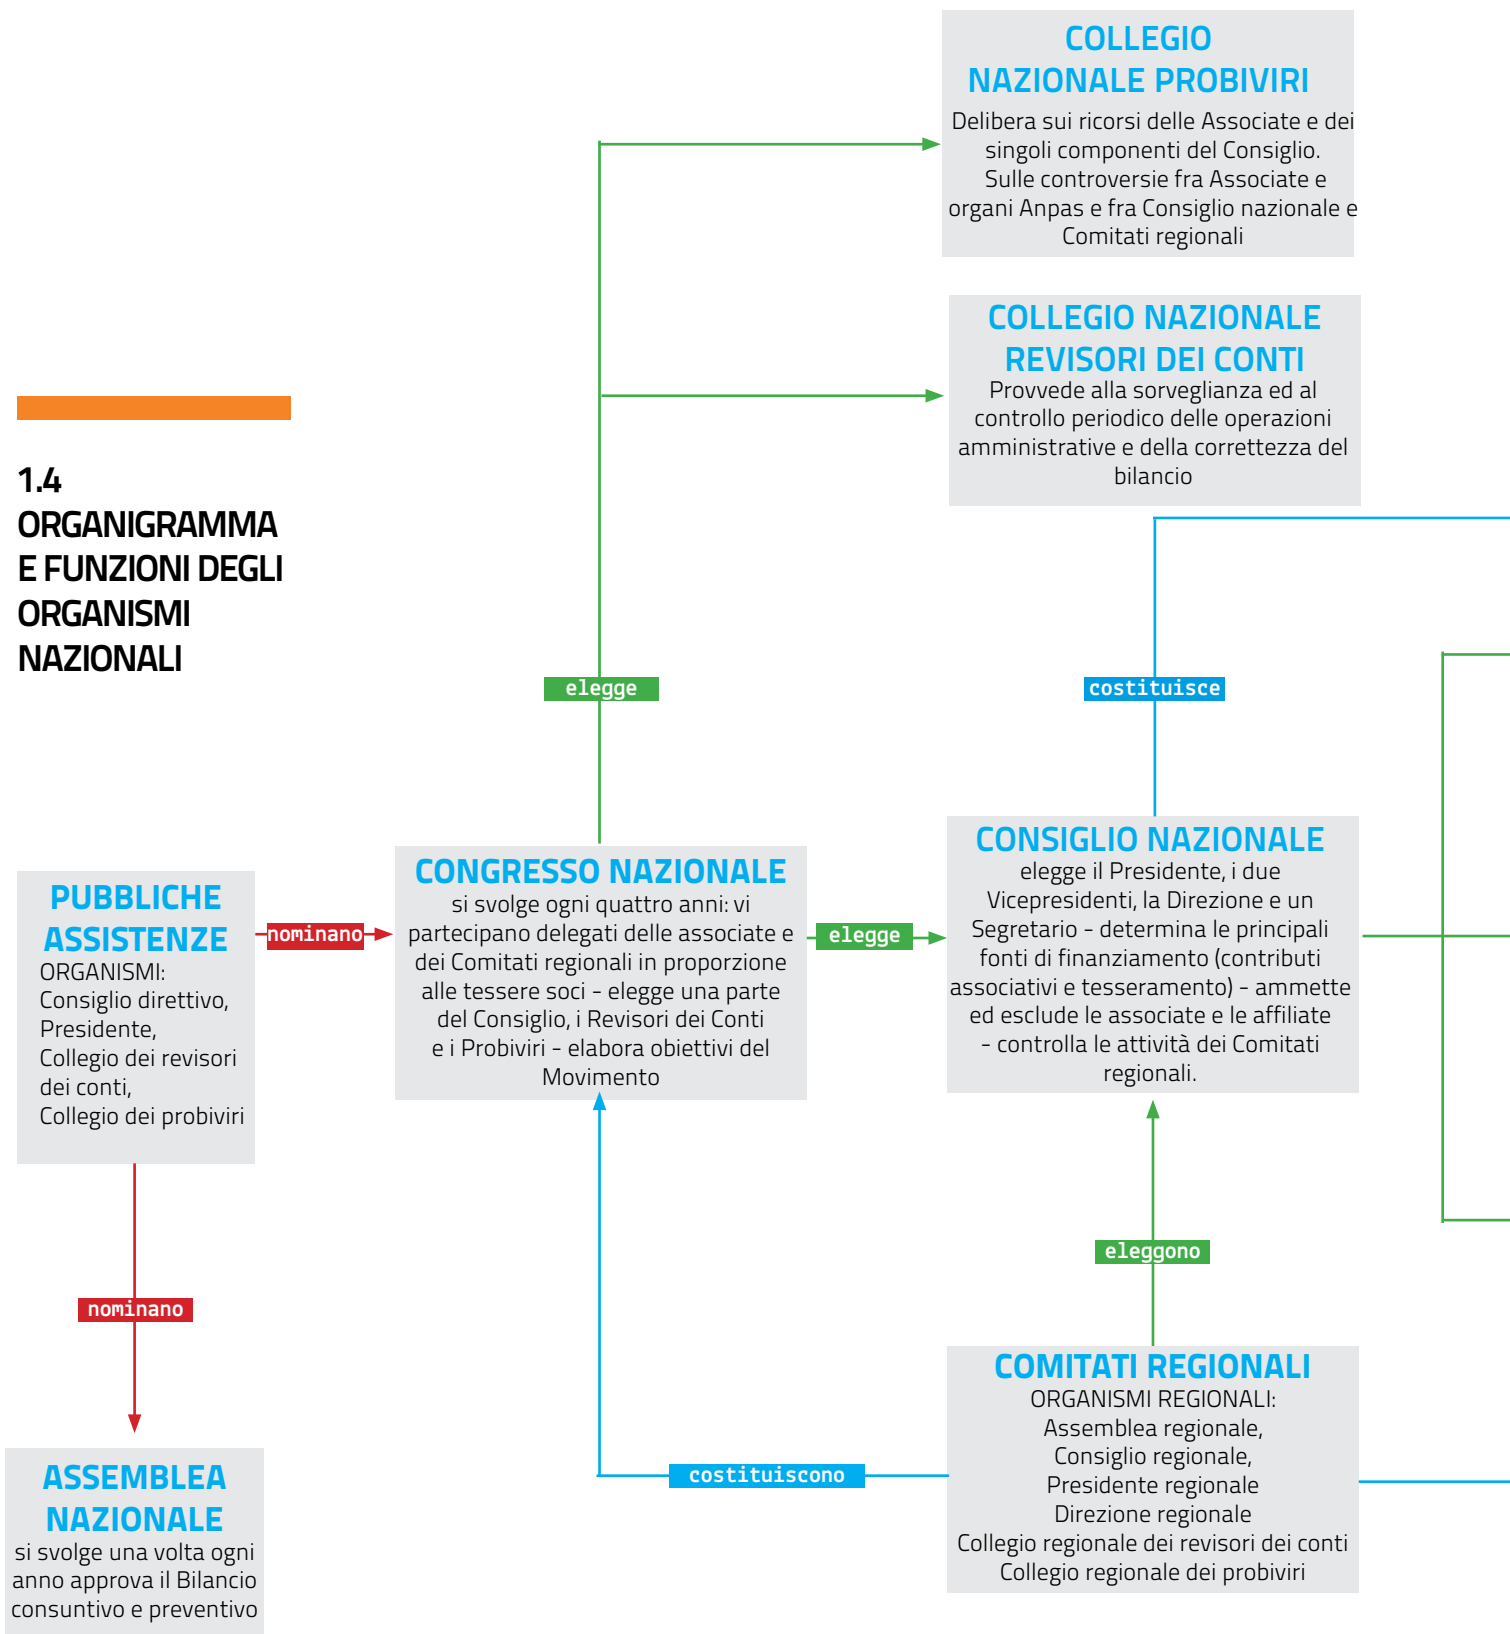 COLLEGIO
NAZIONALE PROBIVIRI
Delibera sui ricorsi delle Associate e dei
singoli componenti del Consiglio.
Sulle controversie fra Associate e
organi Anpas e fra Consiglio nazionale e
Comitati regionali
COLLEGIO NAZIONALE
REVISORI DEI CONTI
Provvede alla sorveglianza ed al
controllo periodico delle operazioni
amministrative e della correttezza del
bilancio
1.4
ORGANIGRAMMA
E FUNZIONI DEGLI
ORGANISMI
NAZIONALI
elegge
costituisce
PUBBLICHE
ASSISTENZE
ORGANISMI:
Consiglio direttivo,
Presidente,
Collegio dei revisori
dei conti,
Collegio dei probiviri
nominano
CONGRESSO NAZIONALE
si svolge ogni quattro anni: vi
partecipano delegati delle associate e
dei Comitati regionali in proporzione
alle tessere soci - elegge una parte
del Consiglio, i Revisori dei Conti
e i Probiviri - elabora obiettivi del
Movimento
elegge
CONSIGLIO NAZIONALE
elegge il Presidente, i due
Vicepresidenti, la Direzione e un
Segretario - determina le principali
fonti di finanziamento (contributi
associativi e tesseramento) - ammette
ed esclude le associate e le affiliate
- controlla le attività dei Comitati
regionali.
eleggono
nominano
COMITATI REGIONALI
ORGANISMI REGIONALI:
Assemblea regionale,
Consiglio regionale,
Presidente regionale
Direzione regionale
Collegio regionale dei revisori dei conti
Collegio regionale dei probiviri
costituiscono
ASSEMBLEA
NAZIONALE
si svolge una volta ogni
anno approva il Bilancio
consuntivo e preventivo